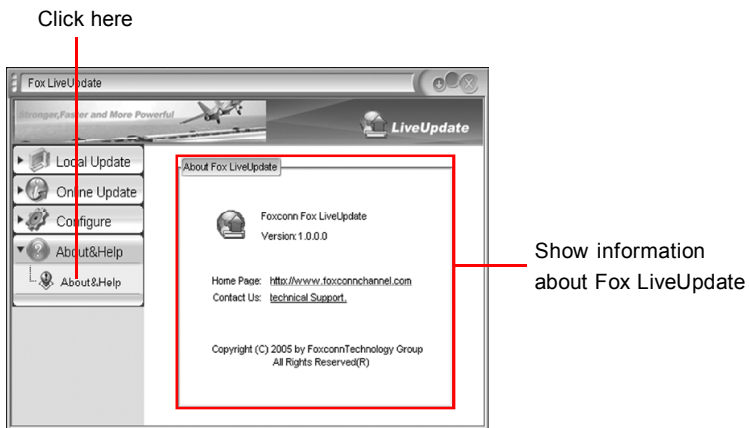 Click here
Fox LiveUpdate
Stronger,Faster and More Powerful
LiveUpdate
Local Update
Online Update
Configure
About&Help
About&Help
About Fox LiveUpdate
Foxconn Fox LiveUpdate
Version:1.0.0.0
Home Page: http://www.foxconnchannel.com
Contact Us: technical Support.
Copyright (C) 2005 by FoxconnTechnology Group
All Rights Reserved(R)
Show information
about Fox LiveUpdate